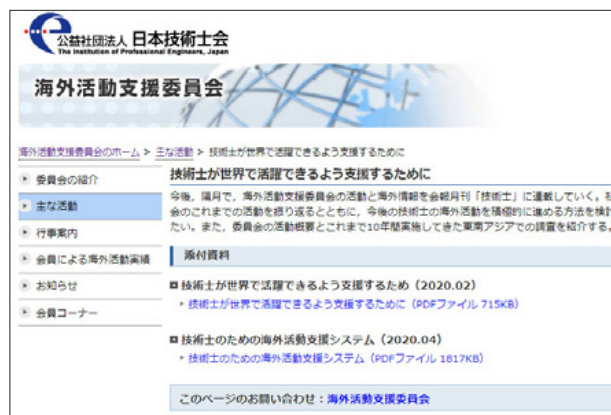 公益社団法人 日本技術士会
The Institution of Professional Engineers, Japan
海外活動支援委員会
海外活動支援委員会のホーム > 主な活動 > 技術士が世界で活躍できるよう支援するために
委員会の紹介
主な活動
行事案内
会員による海外活動実績
お知らせ
会員コーナー
技術士が世界で活躍できるよう支援するために
今後，隔月で，海外活動支援委員会の活動と海外情報を会報月刊「技術士」に連載していく。
会のこれまでの活動を振り返るとともに，今後の技術士の海外活動を積極的に進める方法を検討
たい。また，委員会の活動概要とこれまで10年間実施してきた東南アジアでの調査を紹介する。
添付資料
技術士が世界で活躍できるよう支援するため（2020.02）
技術士が世界で活躍できるよう支援するために（PDFファイル 715KB）
技術士のための海外活動支援システム（2020.04）
技術士のための海外活動支援システム（PDFファイル 1817KB）
このページのお問い合わせ：海外活動支援委員会